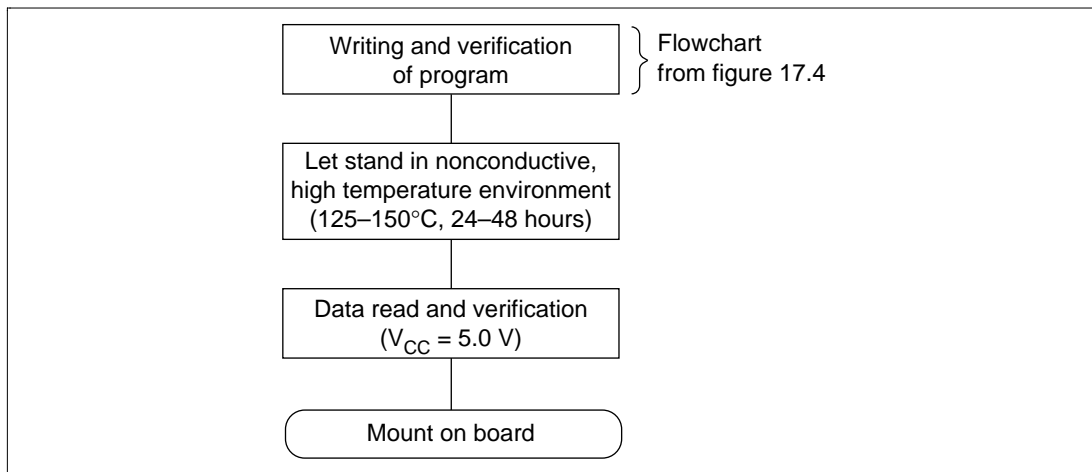 Writing and verification
of program
Flowchart
from figure 17.4
Let stand in nonconductive,
high temperature environment
(125–150°C, 24–48 hours)
Data read and verification
(VCC = 5.0 V)
Mount on board